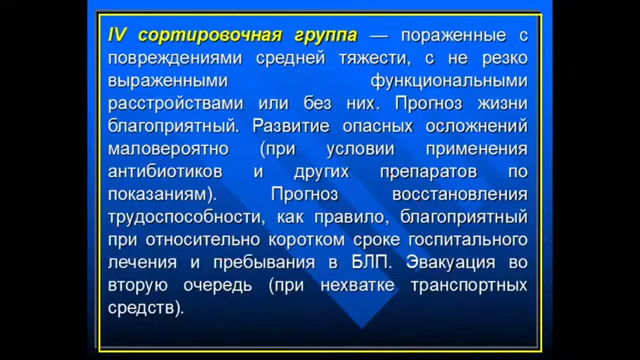 IV сортировочная группа — пораженные с
повреждениями средней тяжести, с не резко
выраженными функциональными
расстройствами или без них. Прогноз жизни
благоприятный. Развитие опасных осложнений
маловероятно (при условии применения
антибиотиков и других препаратов по
показаниям). Прогноз восстановления
трудоспособности, как правило, благоприятный
при относительно коротком сроке госпитального
лечения и пребывания в БЛП. Эвакуация во
вторую очередь (при нехватке транспортных
средств).